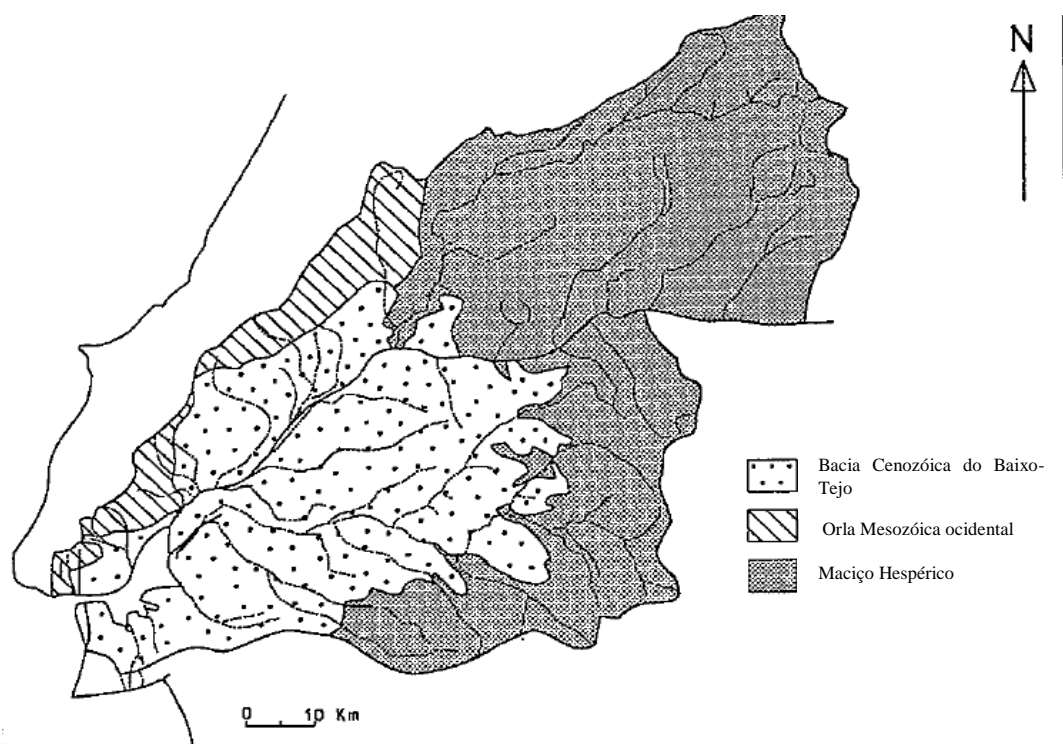 N
Bacia Cenozóica do Baixo-
Tejo
Orla Mesozóica ocidental
Maciço Hespérico
0 10 Km